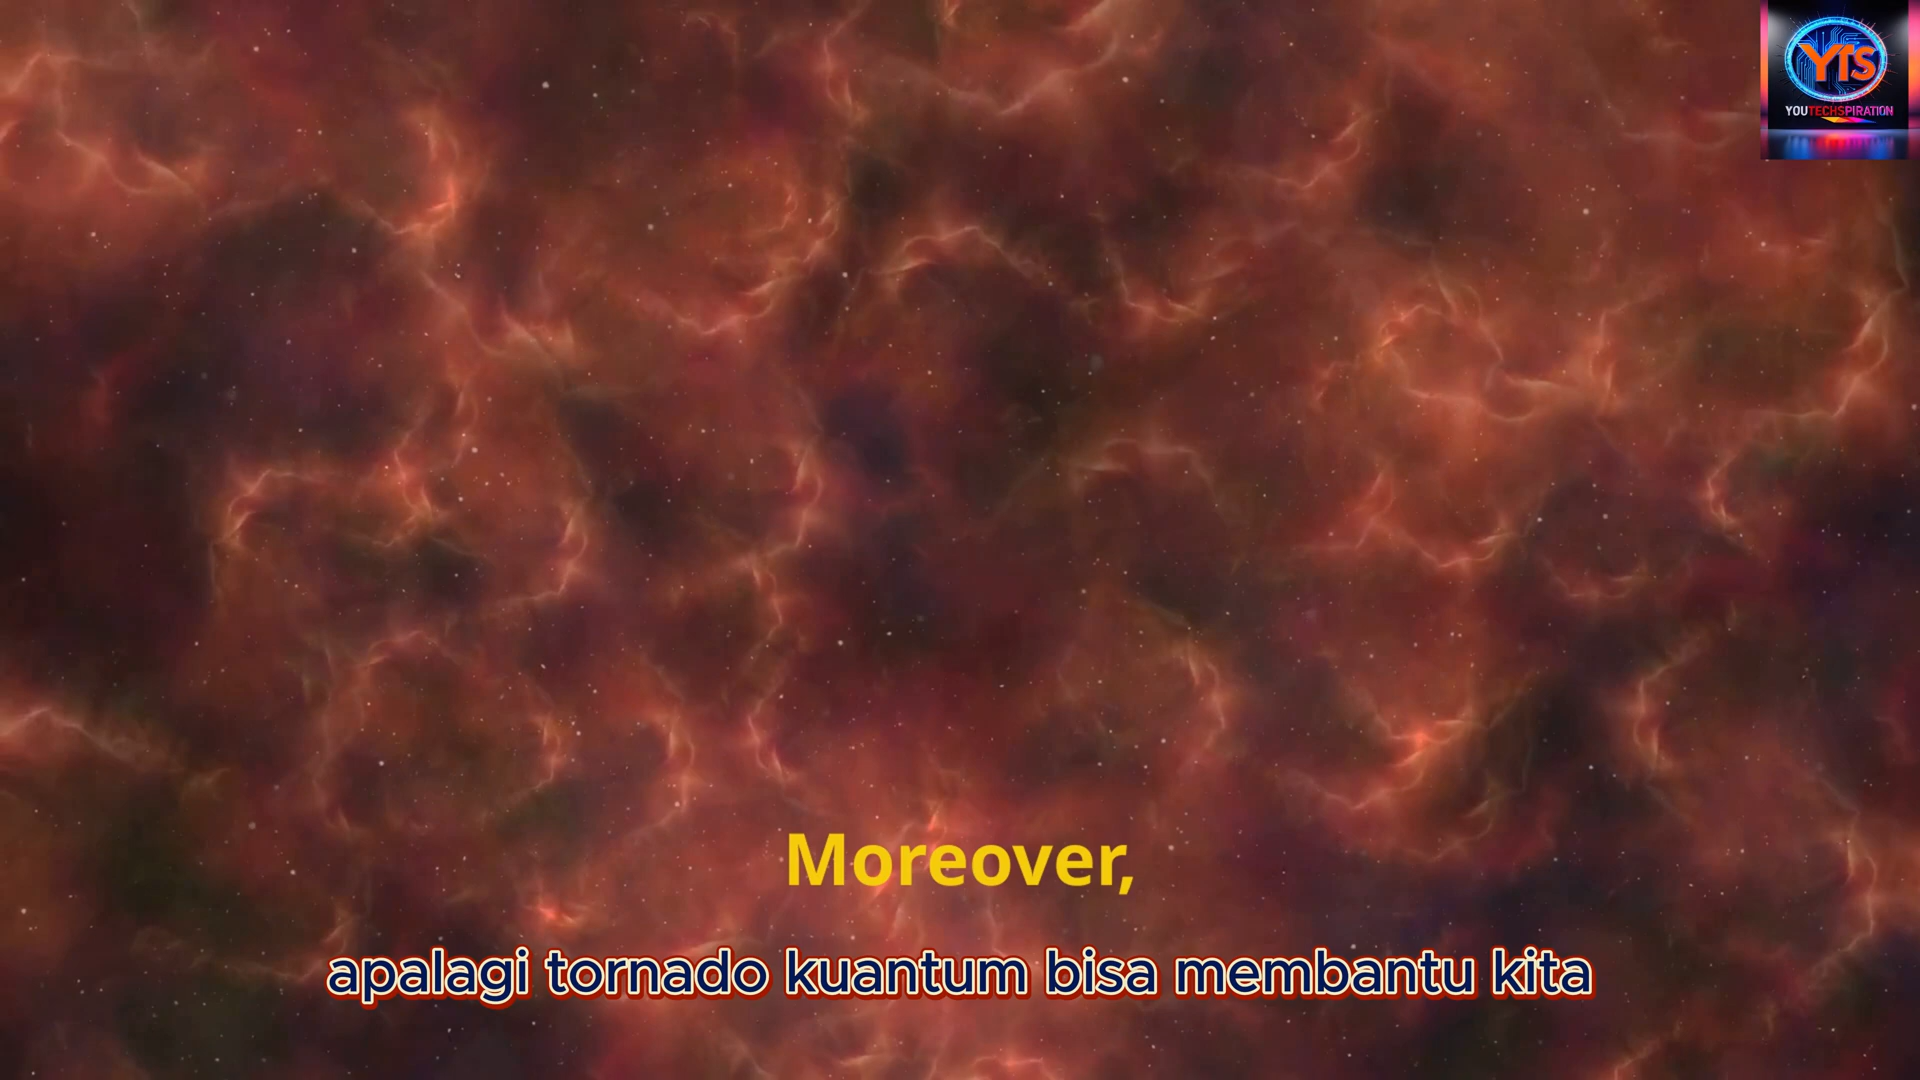 YTS
YOUTECHSPIRATION
Moreover,
apalagi tornado kuantum bisa membantu kita